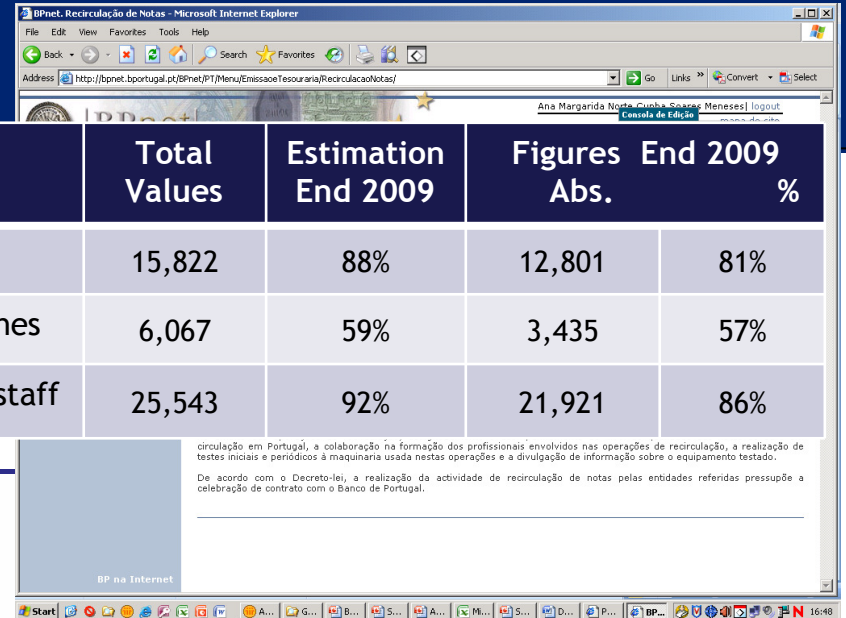 BPnet. Recirculação de Notas - Microsoft Internet Explorer
File Edit View Favorites Tools Help
Back Search Favorites
Address http://bpnet.bportugal.pt/BPnet/PT/Menu/EmissaoeTesouraria/RecirculacaoNotas/ Go Links » Convert Select
Ana Margarida Norte Cunha Soares Meneses| logout
Consola de Edição
mapa do site
BPnet
Total Values Estimation End 2009 Figures End 2009 Abs. %
15,822 88% 12,801 81%
nes 6,067 59% 3,435 57%
staff 25,543 92% 21,921 86%
circulação em Portugal, a colaboração na formação dos profissionais envolvidos nas operações de recirculação, a realização de
testes iniciais e periódicos à maquinaria usada nestas operações e a divulgação de informação sobre o equipamento testado.
De acordo com o Decreto-lei, a realização da actividade de recirculação de notas pelas entidades referidas pressupõe a
celebração de contrato com o Banco de Portugal.
BP na Internet
Start A... G... B... S... A... Mi... S... D... P... BP... 16:48